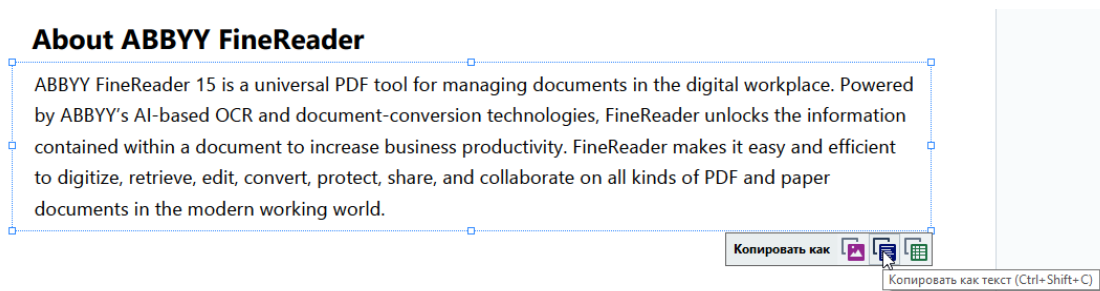 About ABBYY FineReader
ABBYY FineReader 15 is a universal PDF tool for managing documents in the digital workplace. Powered
by ABBYY’s AI-based OCR and document-conversion technologies, FineReader unlocks the information
contained within a document to increase business productivity. FineReader makes it easy and efficient
to digitize, retrieve, edit, convert, protect, share, and collaborate on all kinds of PDF and paper
documents in the modern working world.
Копировать как
Копировать как текст (Ctrl+Shift+C)